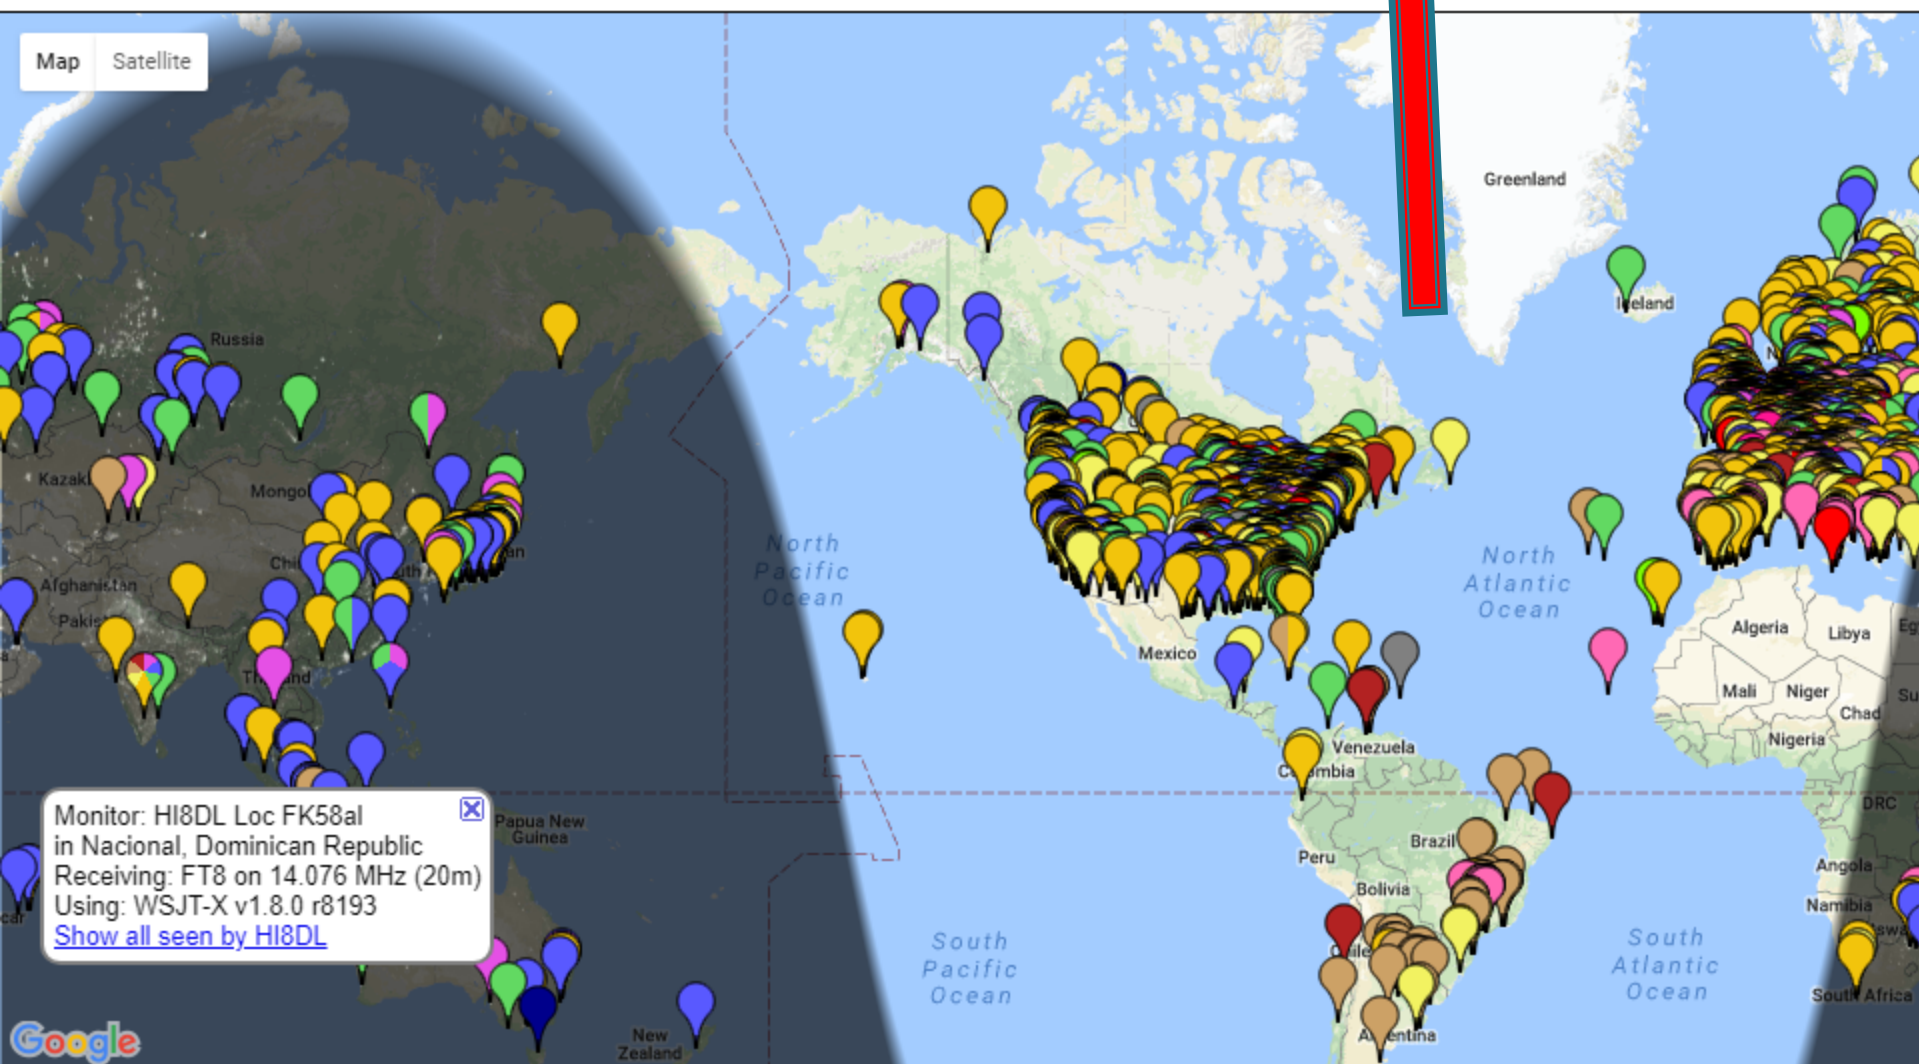 Map Satellite
Greenland
Iceland
Russia
Mongol
Afghanistan
North
Pacific
Ocean
North
Atlantic
Ocean
Mexico
Algeria
Libya
Mali
Niger
Chad
Nigeria
Venezuela
DRC
Papua New
Guinea
Brazil
Peru
Bolivia
Angola
Namibia
South
Pacific
Ocean
South
Atlantic
Ocean
South Africa
New
Zealand
Monitor: HI8DL Loc FK58al
in Nacional, Dominican Republic
Receiving: FT8 on 14.076 MHz (20m)
Using: WSJT-X v1.8.0 r8193
Show all seen by HI8DL
Google